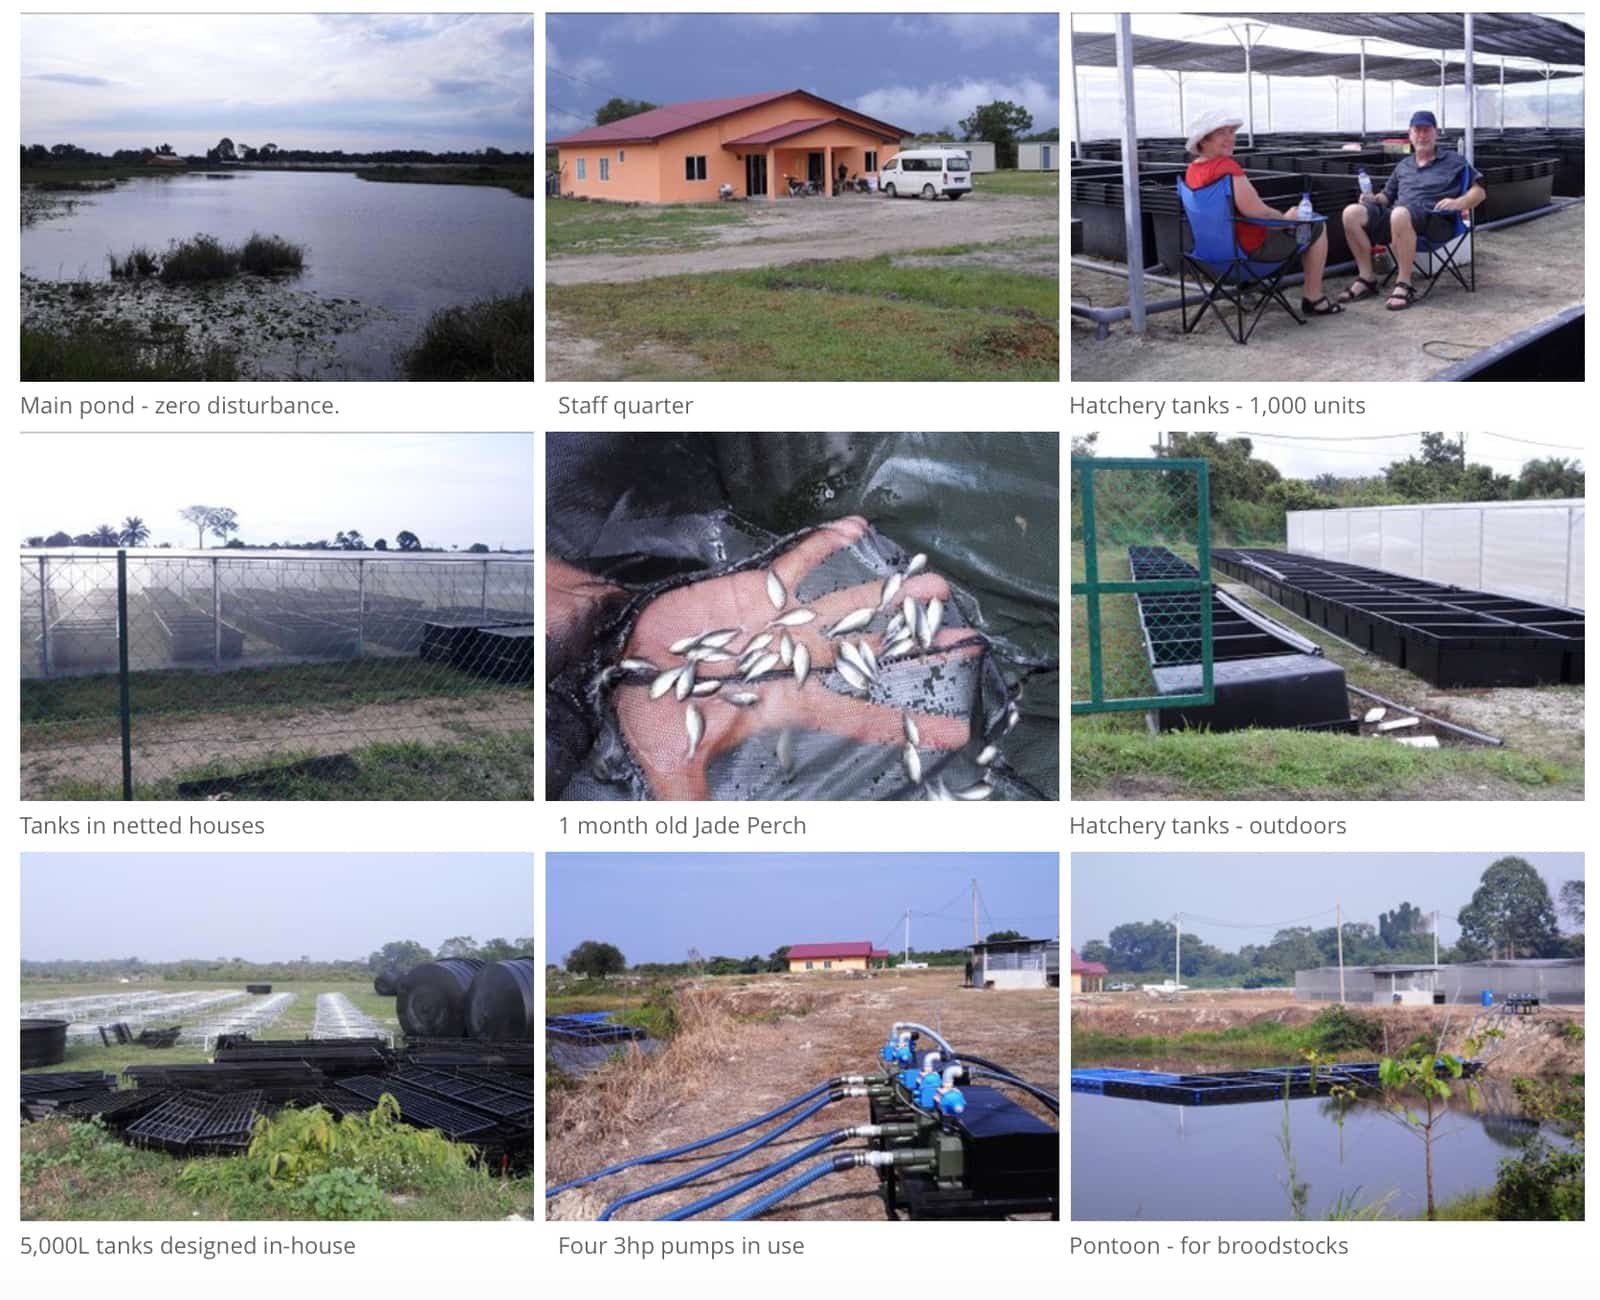 Main pond - zero disturbance.
Staff quarter
Hatchery tanks - 1,000 units
Tanks in netted houses
1 month old Jade Perch
Hatchery tanks - outdoors
5,000L tanks designed in-house
Four 3hp pumps in use
Pontoon - for broodstocks